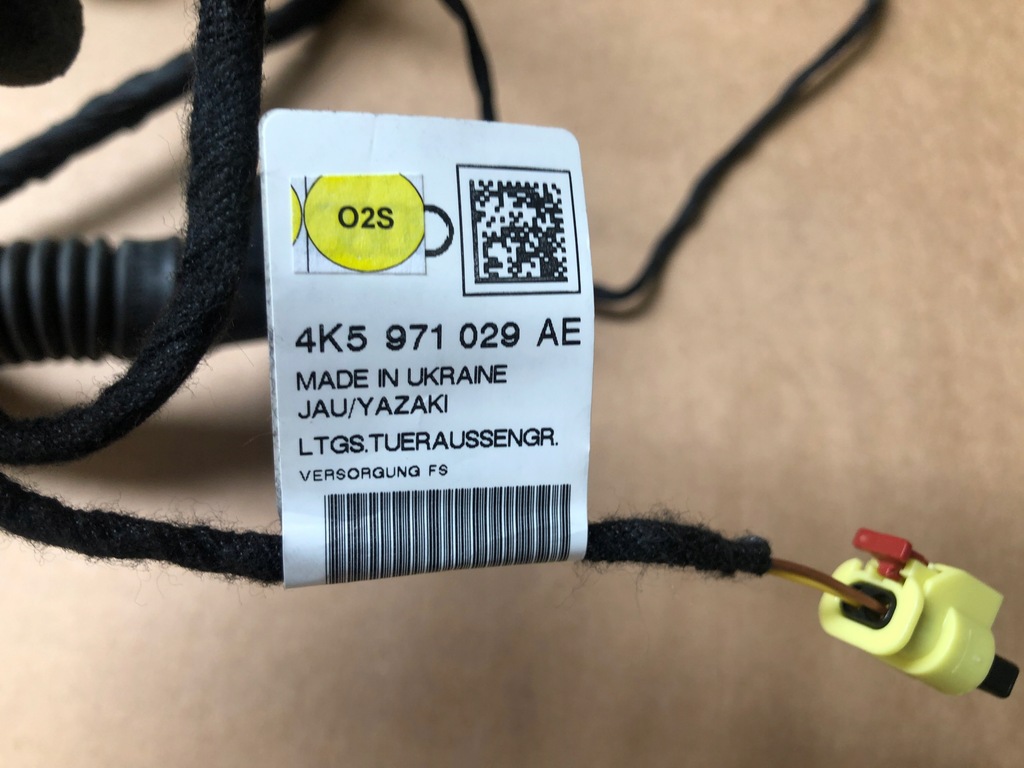 O2S
4K5 971 029 AE
MADE IN UKRAINE
JAU/YAZAKI
LTGS.TUERAUSSENGR.
VERSORGUNG FS